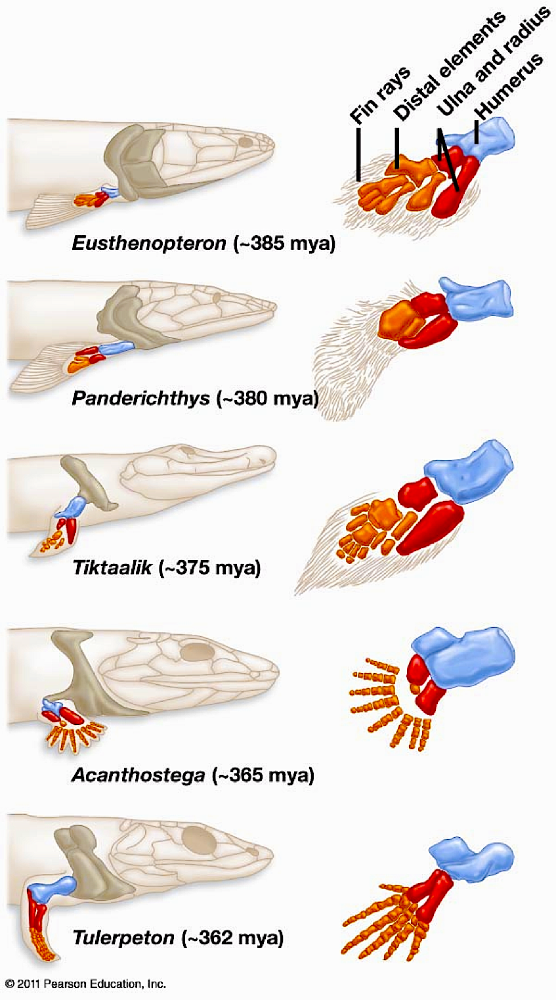 Fin rays
Distal elements
Ulna and radius
Humerus
Eusthenopteron (~385 mya)
Panderichthys (~380 mya)
Tiktaalik (~375 mya)
Acanthostega (~365 mya)
Tulerpeton (~362 mya)
© 2011 Pearson Education, Inc.